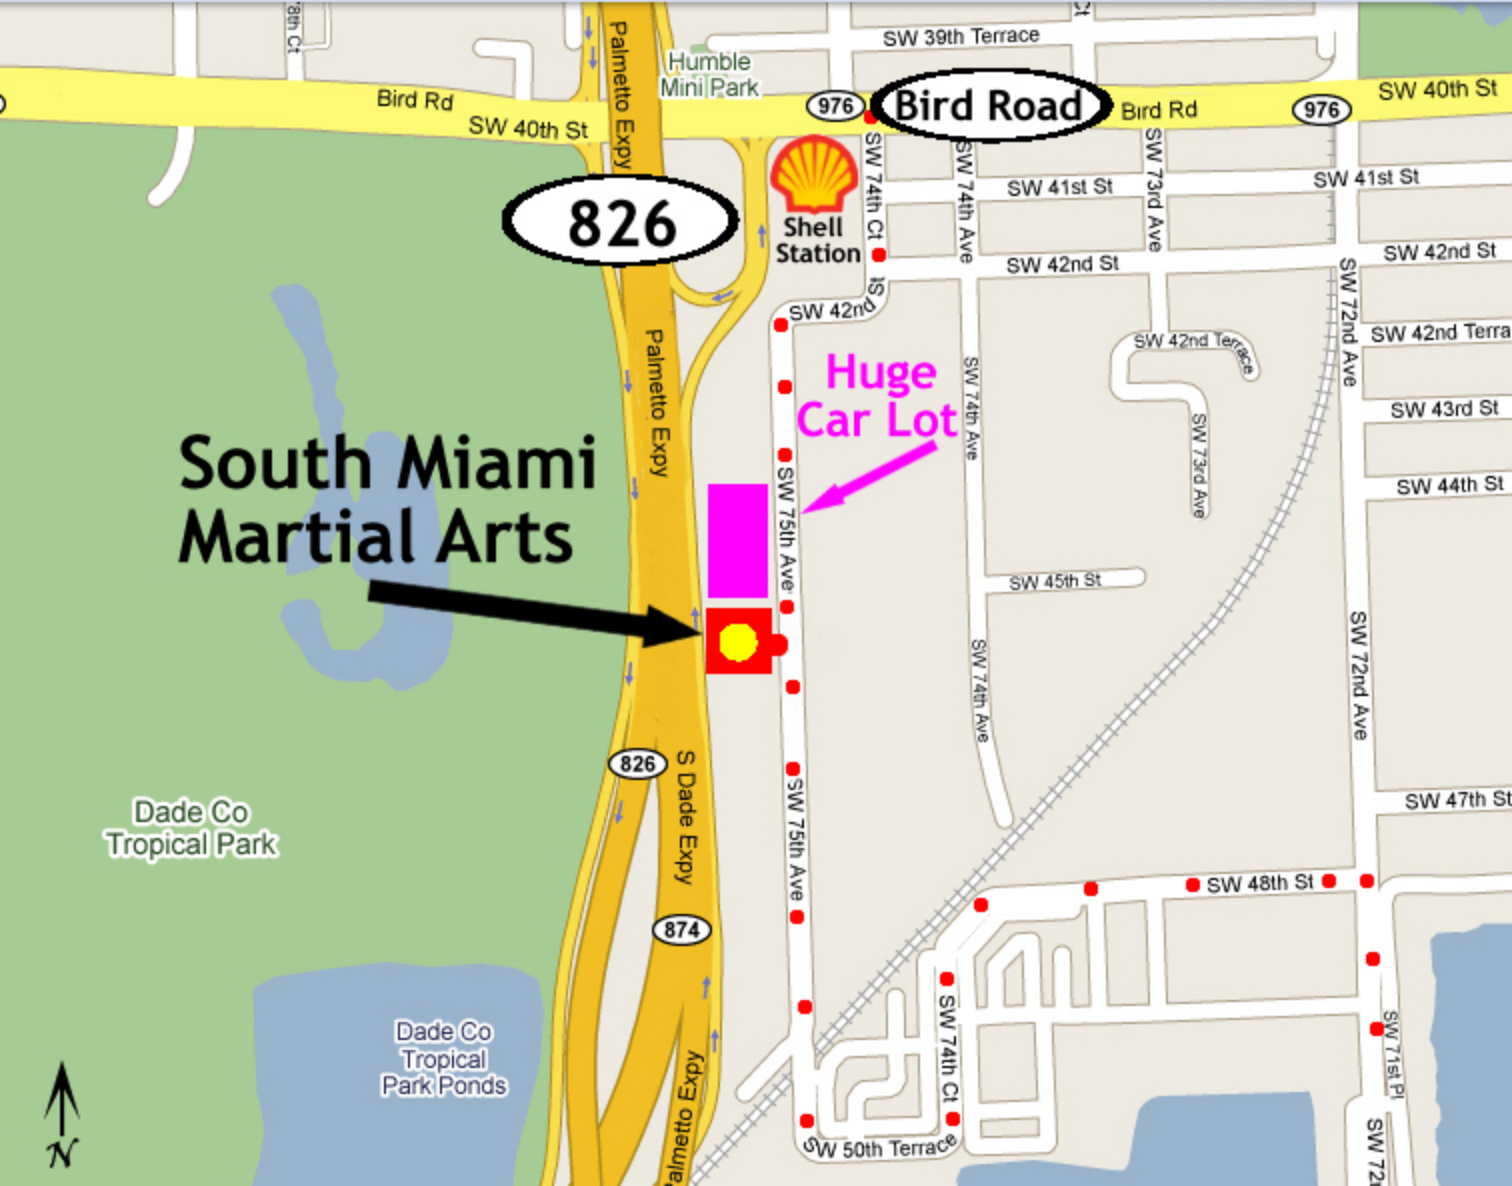 78th Ct
Palmetto Expy
Humble
Mini Park
SW 39th Terrace
Ct
Bird Rd
SW 40th St
976
Bird Road
Bird Rd
976
SW 40th St
826
Shell
Station
SW 74th Ct
SW 74th Ave
SW 41st St
SW 73rd Ave
SW 41st St
SW 42nd St
SW 42nd St
SW 42nd St
SW 72nd Ave
Palmetto Expy
SW 42nd Terrace
SW 42nd Terra
Huge
Car Lot
SW 74th Ave
SW 73rd Ave
SW 43rd St
South Miami
Martial Arts
SW 75th Ave
SW 44th St
SW 45th St
SW 74th Ave
SW 72nd Ave
826
S Dade Expy
SW 75th Ave
Dade Co
Tropical Park
SW 47th St
SW 48th St
874
Dade Co
Tropical
Park Ponds
SW 74th Ct
SW 71st Pl
Palmetto Expy
N
SW 50th Terrace
SW 72n